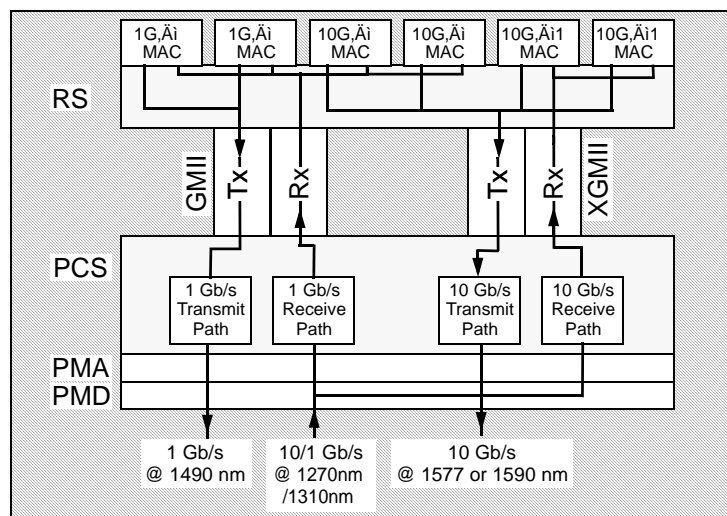 1G‚Äì MAC
1G‚Äì MAC
10G‚Äì MAC
10G‚Äì MAC
10G‚Äì1 MAC
10G‚Äì1 MAC
RS
GMII
Tx
Rx
Tx
Rx
XGMII
PCS
1 Gb/s
Transmit
Path
1 Gb/s
Receive
Path
10 Gb/s
Transmit
Path
10 Gb/s
Receive
Path
PMA
PMD
1 Gb/s
@ 1490 nm
10/1 Gb/s
@ 1270nm
/1310nm
10 Gb/s
@ 1577 or 1590 nm